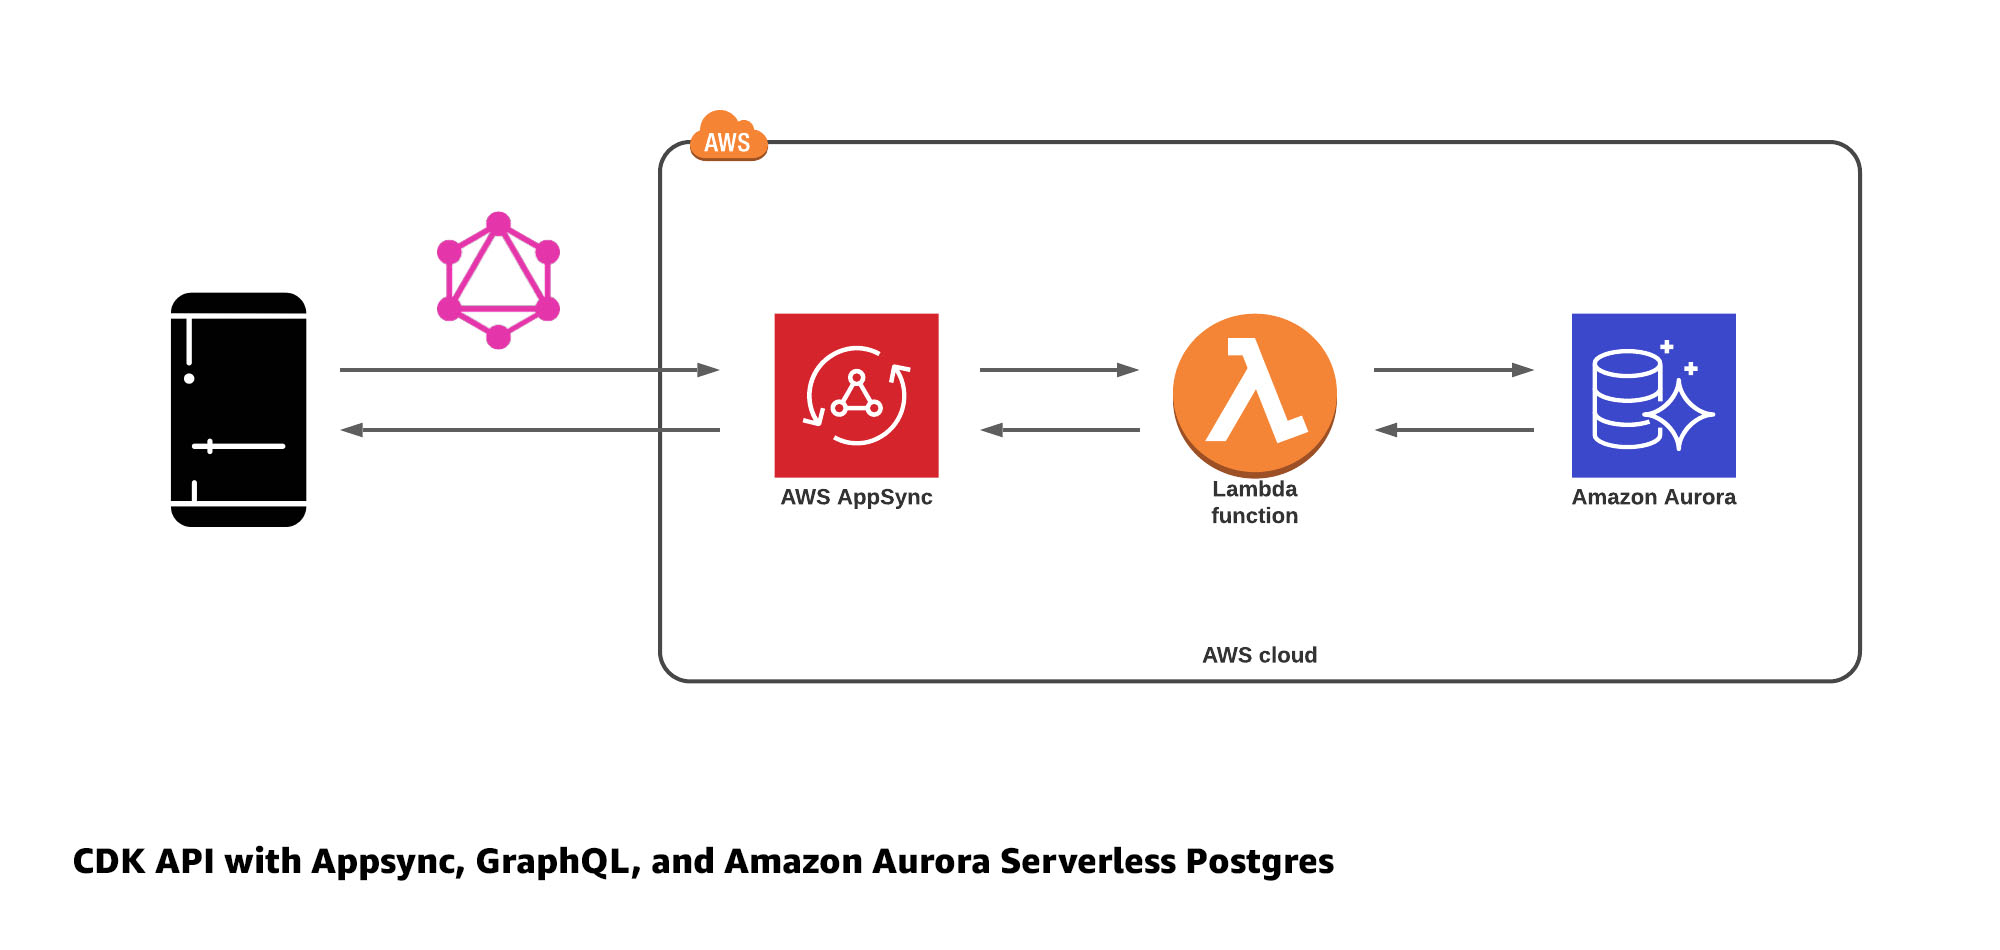 AWS
AWS AppSync
Lambda
function
Amazon Aurora
AWS cloud
CDK API with Appsync, GraphQL, and Amazon Aurora Serverless Postgres